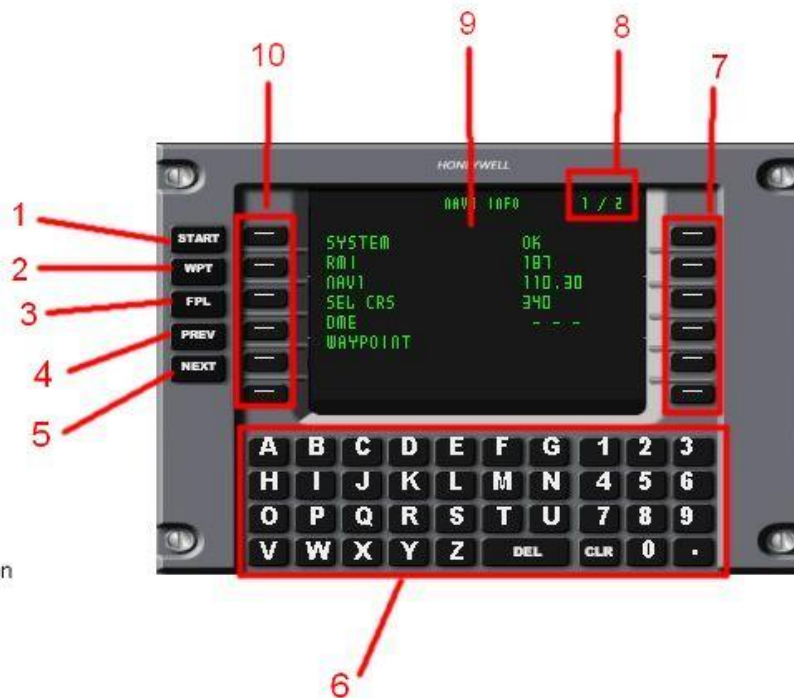 10
9
8
7
HONEYWELL
NAV1 INFO 1 / 2
1
START
SYSTEM OK
2
WPT
RMI 187
3
FPL
NAV1 110.30
4
PREV
SEL CRS 340
5
NEXT
DME - - -
WAYPOINT
A B C D E F G 1 2 3
H I J K L M N 4 5 6
O P Q R S T U 7 8 9
V W X Y Z DEL CLR 0 .
n
6